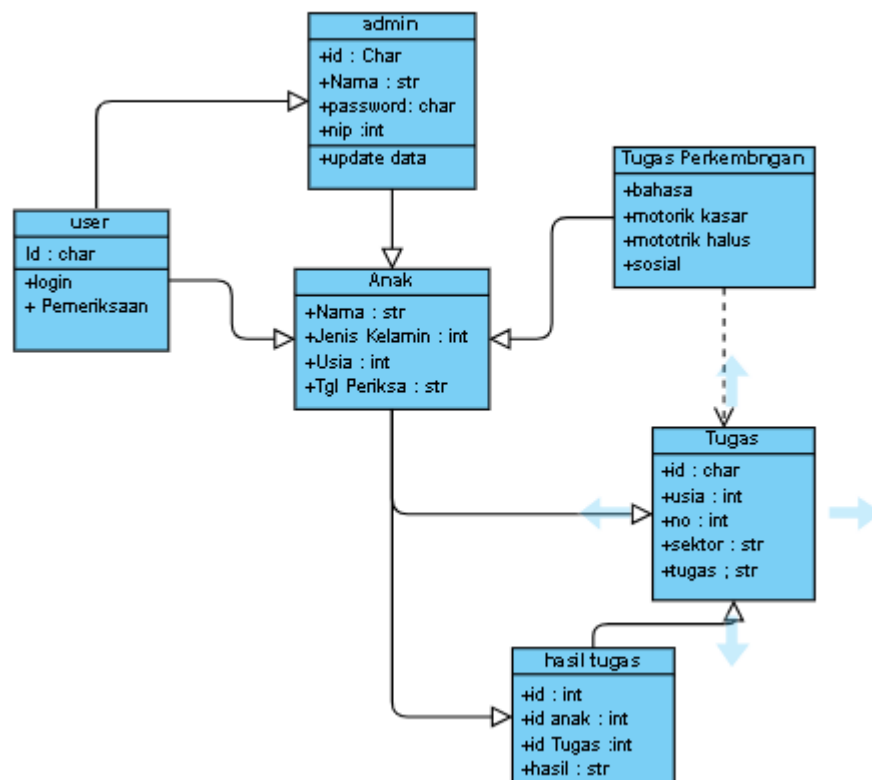 admin
+id : Char
+Nama : str
+password: char
+nip :int
+update data
user
Id : char
+login
+ Pemeriksaan
Anak
+Nama : str
+Jenis Kelamin : int
+Usia : int
+Tgl Periksa : str
Tugas Perkembngan
+bahasa
+motorik kasar
+mototrik halus
+sosial
Tugas
+id : char
+usia : int
+no : int
+sektor : str
+tugas ; str
hasil tugas
+id : int
+id anak : int
+id Tugas :int
+hasil : str